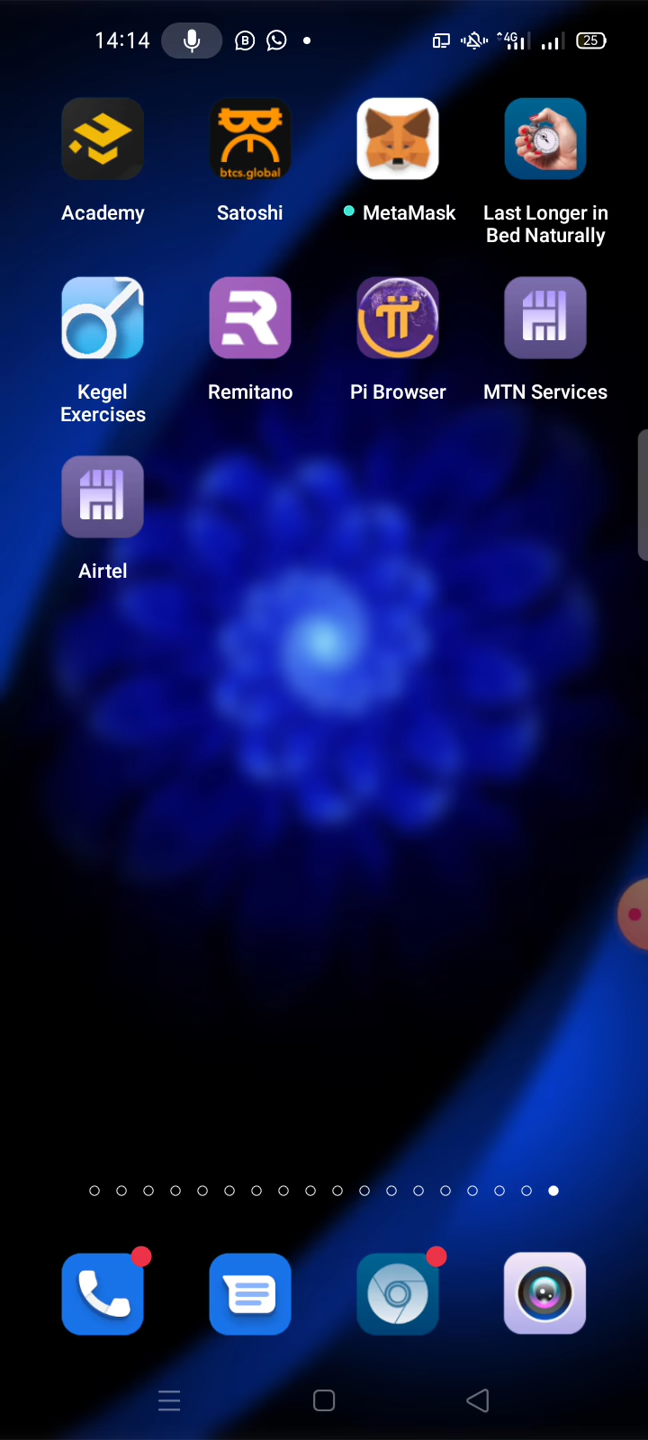 14:14
4G
25
btcs.global
Academy
Satoshi
MetaMask
Last Longer in
Bed Naturally
Kegel
Exercises
Remitano
Pi Browser
MTN Services
Airtel